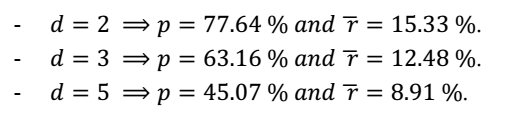 - d = 2 ⟹ p = 77.64 % and r̅ = 15.33 %.
- d = 3 ⟹ p = 63.16 % and r̅ = 12.48 %.
- d = 5 ⟹ p = 45.07 % and r̅ = 8.91 %.